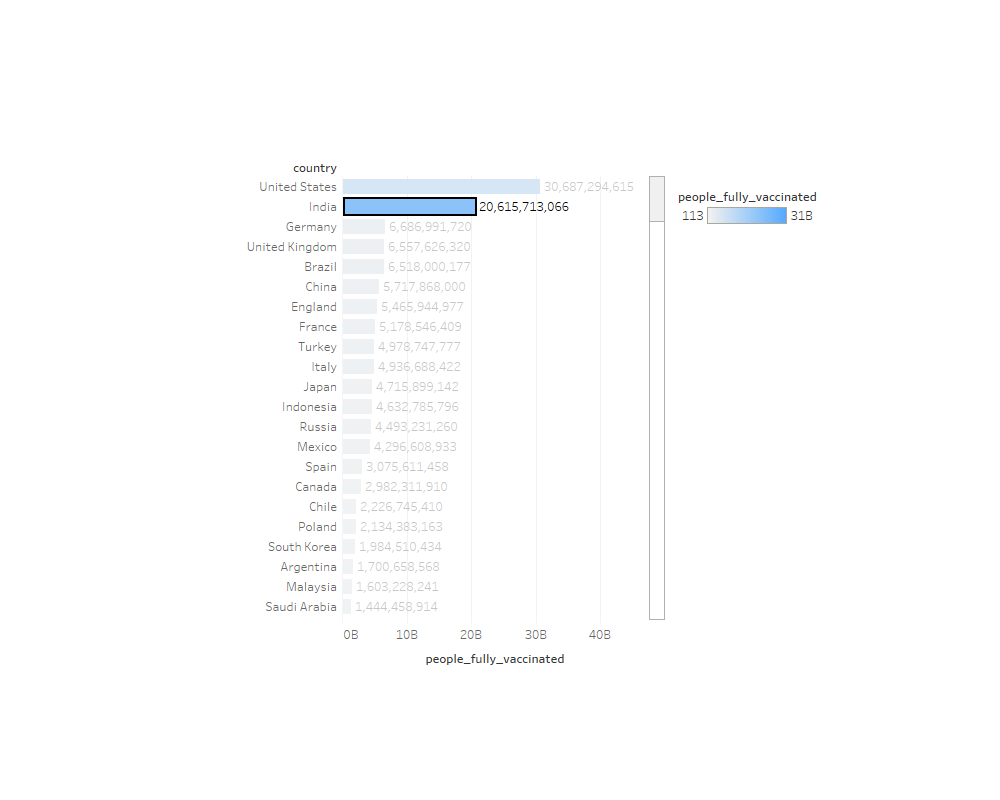 country
United States 30,687,294,615
India 20,615,713,066
Germany 6,686,991,720
United Kingdom 6,557,626,320
Brazil 6,518,000,177
China 5,717,868,000
England 5,465,944,977
France 5,178,546,409
Turkey 4,978,747,777
Italy 4,936,688,422
Japan 4,715,899,142
Indonesia 4,632,785,796
Russia 4,493,231,260
Mexico 4,296,608,933
Spain 3,075,611,458
Canada 2,982,311,910
Chile 2,226,745,410
Poland 2,134,383,163
South Korea 1,984,510,434
Argentina 1,700,658,568
Malaysia 1,603,228,241
Saudi Arabia 1,444,458,914
0B 10B 20B 30B 40B
people_fully_vaccinated
people_fully_vaccinated
113 31B